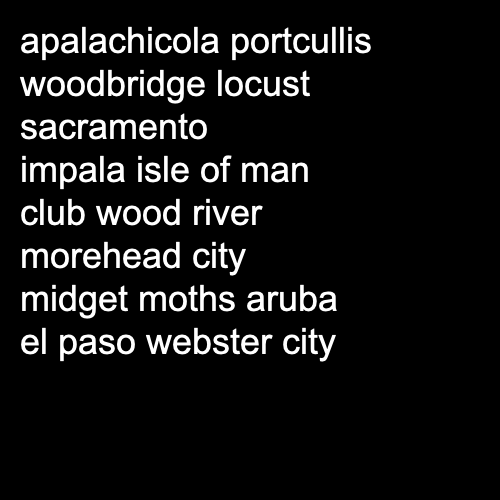 apalachicola portcullis
woodbridge locust
sacramento
impala isle of man
club wood river
morehead city
midget moths aruba
el paso webster city